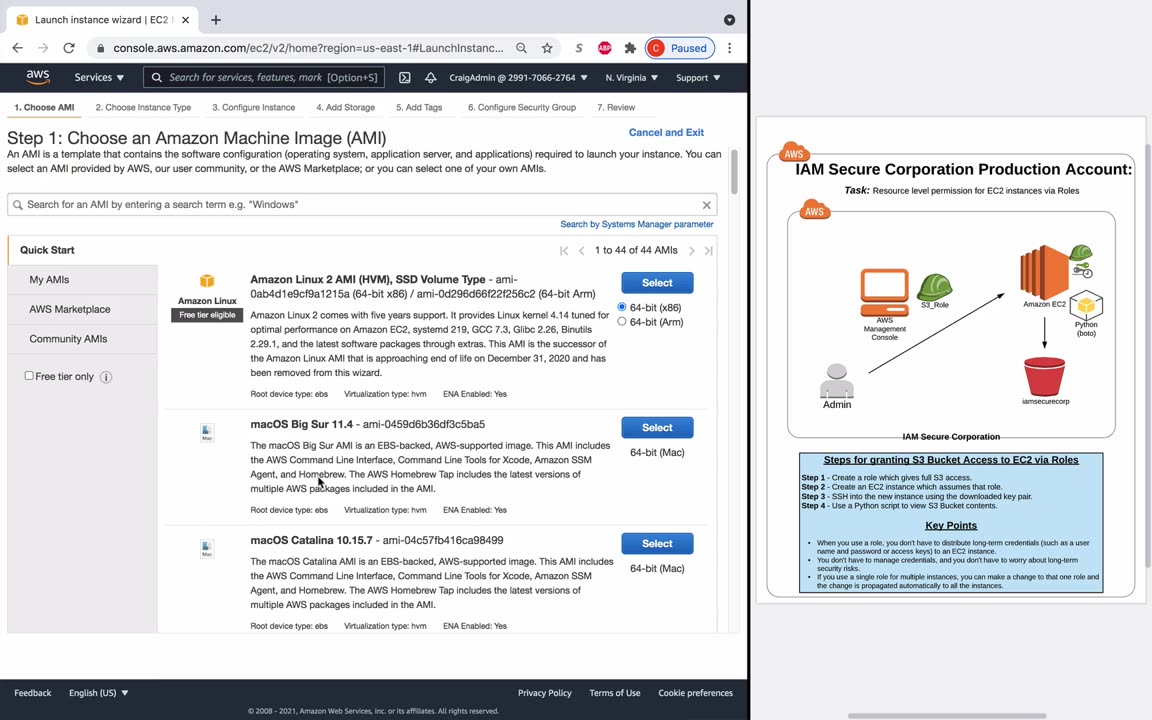 Launch instance wizard | EC2
console.aws.amazon.com/ec2/v2/home?region=us-east-1#LaunchInstanc...
S
ABP
C Paused
aws
Services
Search for services, features, mark [Option+S]
CraigAdmin @ 2991-7066-2764
N. Virginia
Support
1. Choose AMI
2. Choose Instance Type
3. Configure Instance
4. Add Storage
5. Add Tags
6. Configure Security Group
7. Review
Step 1: Choose an Amazon Machine Image (AMI)
Cancel and Exit
An AMI is a template that contains the software configuration (operating system, application server, and applications) required to launch your instance. You can
select an AMI provided by AWS, our user community, or the AWS Marketplace; or you can select one of your own AMIs.
Search for an AMI by entering a search term e.g. "Windows"
Search by Systems Manager parameter
Quick Start
1 to 44 of 44 AMIs
My AMIs
AWS Marketplace
Community AMIs
Free tier only
Amazon Linux
Free tier eligible
Amazon Linux 2 AMI (HVM), SSD Volume Type - ami-
0ab4d1e9cf9a1215a (64-bit x86) / ami-0d296d66f22f256c2 (64-bit Arm)
Select
64-bit (x86)
64-bit (Arm)
Amazon Linux 2 comes with five years support. It provides Linux kernel 4.14 tuned for
optimal performance on Amazon EC2, systemd 219, GCC 7.3, Glibc 2.26, Binutils
2.29.1, and the latest software packages through extras. This AMI is the successor of
the Amazon Linux AMI that is approaching end of life on December 31, 2020 and has
been removed from this wizard.
Root device type: ebs Virtualization type: hvm ENA Enabled: Yes
Mac
macOS Big Sur 11.4 - ami-0459d6b36df3c5ba5
Select
64-bit (Mac)
The macOS Big Sur AMI is an EBS-backed, AWS-supported image. This AMI includes
the AWS Command Line Interface, Command Line Tools for Xcode, Amazon SSM
Agent, and Homebrew. The AWS Homebrew Tap includes the latest versions of
multiple AWS packages included in the AMI.
Root device type: ebs Virtualization type: hvm ENA Enabled: Yes
Mac
macOS Catalina 10.15.7 - ami-04c57fb416ca98499
Select
64-bit (Mac)
The macOS Catalina AMI is an EBS-backed, AWS-supported image. This AMI includes
the AWS Command Line Interface, Command Line Tools for Xcode, Amazon SSM
Agent, and Homebrew. The AWS Homebrew Tap includes the latest versions of
multiple AWS packages included in the AMI.
Root device type: ebs Virtualization type: hvm ENA Enabled: Yes
Feedback
English (US)
Privacy Policy
Terms of Use
Cookie preferences
© 2008 - 2021, Amazon Web Services, Inc. or its affiliates. All rights reserved.
AWS
IAM Secure Corporation Production Account:
Task: Resource level permission for EC2 instances via Roles
AWS
S3_Role
AWS
Management
Console
Amazon EC2
Python
(boto)
Admin
iamsecurecorp
IAM Secure Corporation
Steps for granting S3 Bucket Access to EC2 via Roles
Step 1 - Create a role which gives full S3 access.
Step 2 - Create an EC2 instance which assumes that role.
Step 3 - SSH into the new instance using the downloaded key pair.
Step 4 - Use a Python script to view S3 Bucket contents.
Key Points
• When you use a role, you don't have to distribute long-term credentials (such as a user
name and password or access keys) to an EC2 instance.
• You don't have to manage credentials, and you don't have to worry about long-term
security risks.
• If you use a single role for multiple instances, you can make a change to that one role and
the change is propagated automatically to all the instances.